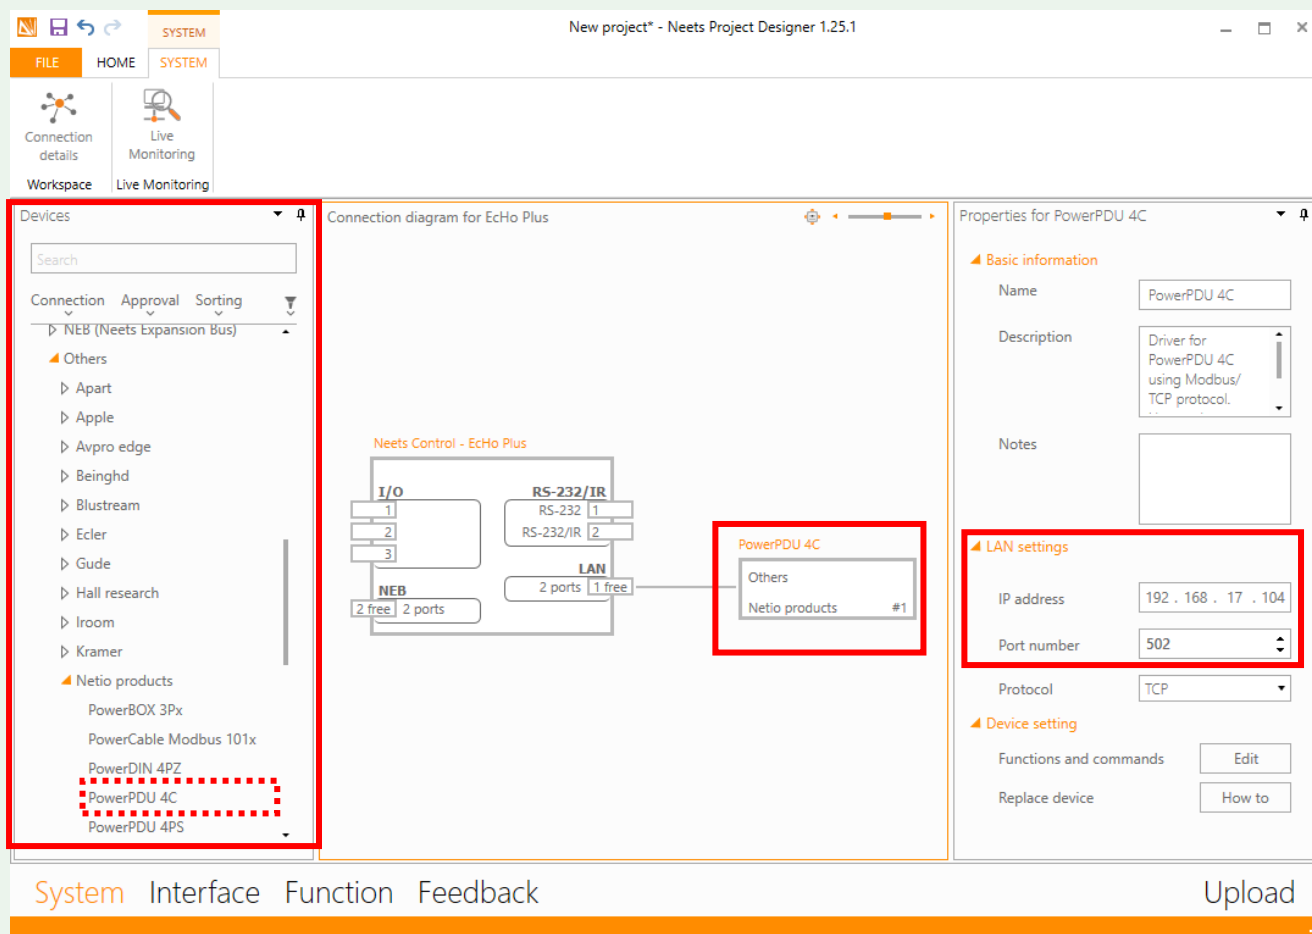 SYSTEM
New project* - Neets Project Designer 1.25.1
FILE HOME SYSTEM
Connection
details
Live
Monitoring
Workspace
Live Monitoring
Devices
Search
Connection Approval Sorting
NEB (Neets Expansion Bus)
Others
Apart
Apple
Avpro edge
Beinghd
Blustream
Ecler
Gude
Hall research
Iroom
Kramer
Netio products
PowerBOX 3Px
PowerCable Modbus 101x
PowerDIN 4PZ
PowerPDU 4C
PowerPDU 4PS
Connection diagram for EcHo Plus
Neets Control - EcHo Plus
I/O
1
2
3
RS-232/IR
RS-232 1
RS-232/IR 2
LAN
2 ports 1 free
NEB
2 free 2 ports
PowerPDU 4C
Others
Netio products #1
Properties for PowerPDU 4C
Basic information
Name PowerPDU 4C
Description Driver for
PowerPDU 4C
using Modbus/
TCP protocol.
Notes
LAN settings
IP address 192 . 168 . 17 . 104
Port number 502
Protocol TCP
Device setting
Functions and commands Edit
Replace device How to
System Interface Function Feedback Upload